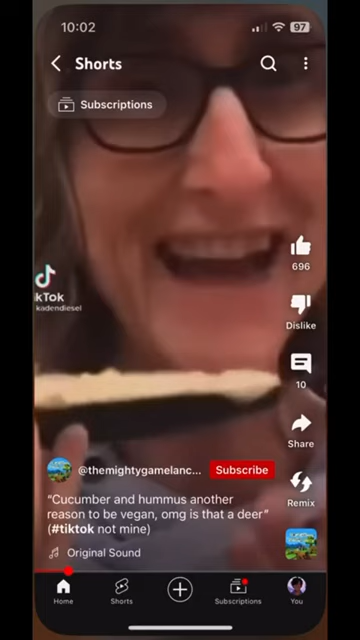 10:02
97
Shorts
Subscriptions
696
kTok
kadendiesel
Dislike
10
Share
@themightygamelanc...
Subscribe
Remix
“Cucumber and hummus another
reason to be vegan, omg is that a deer”
(#tiktok not mine)
Original Sound
Home
Shorts
Subscriptions
You